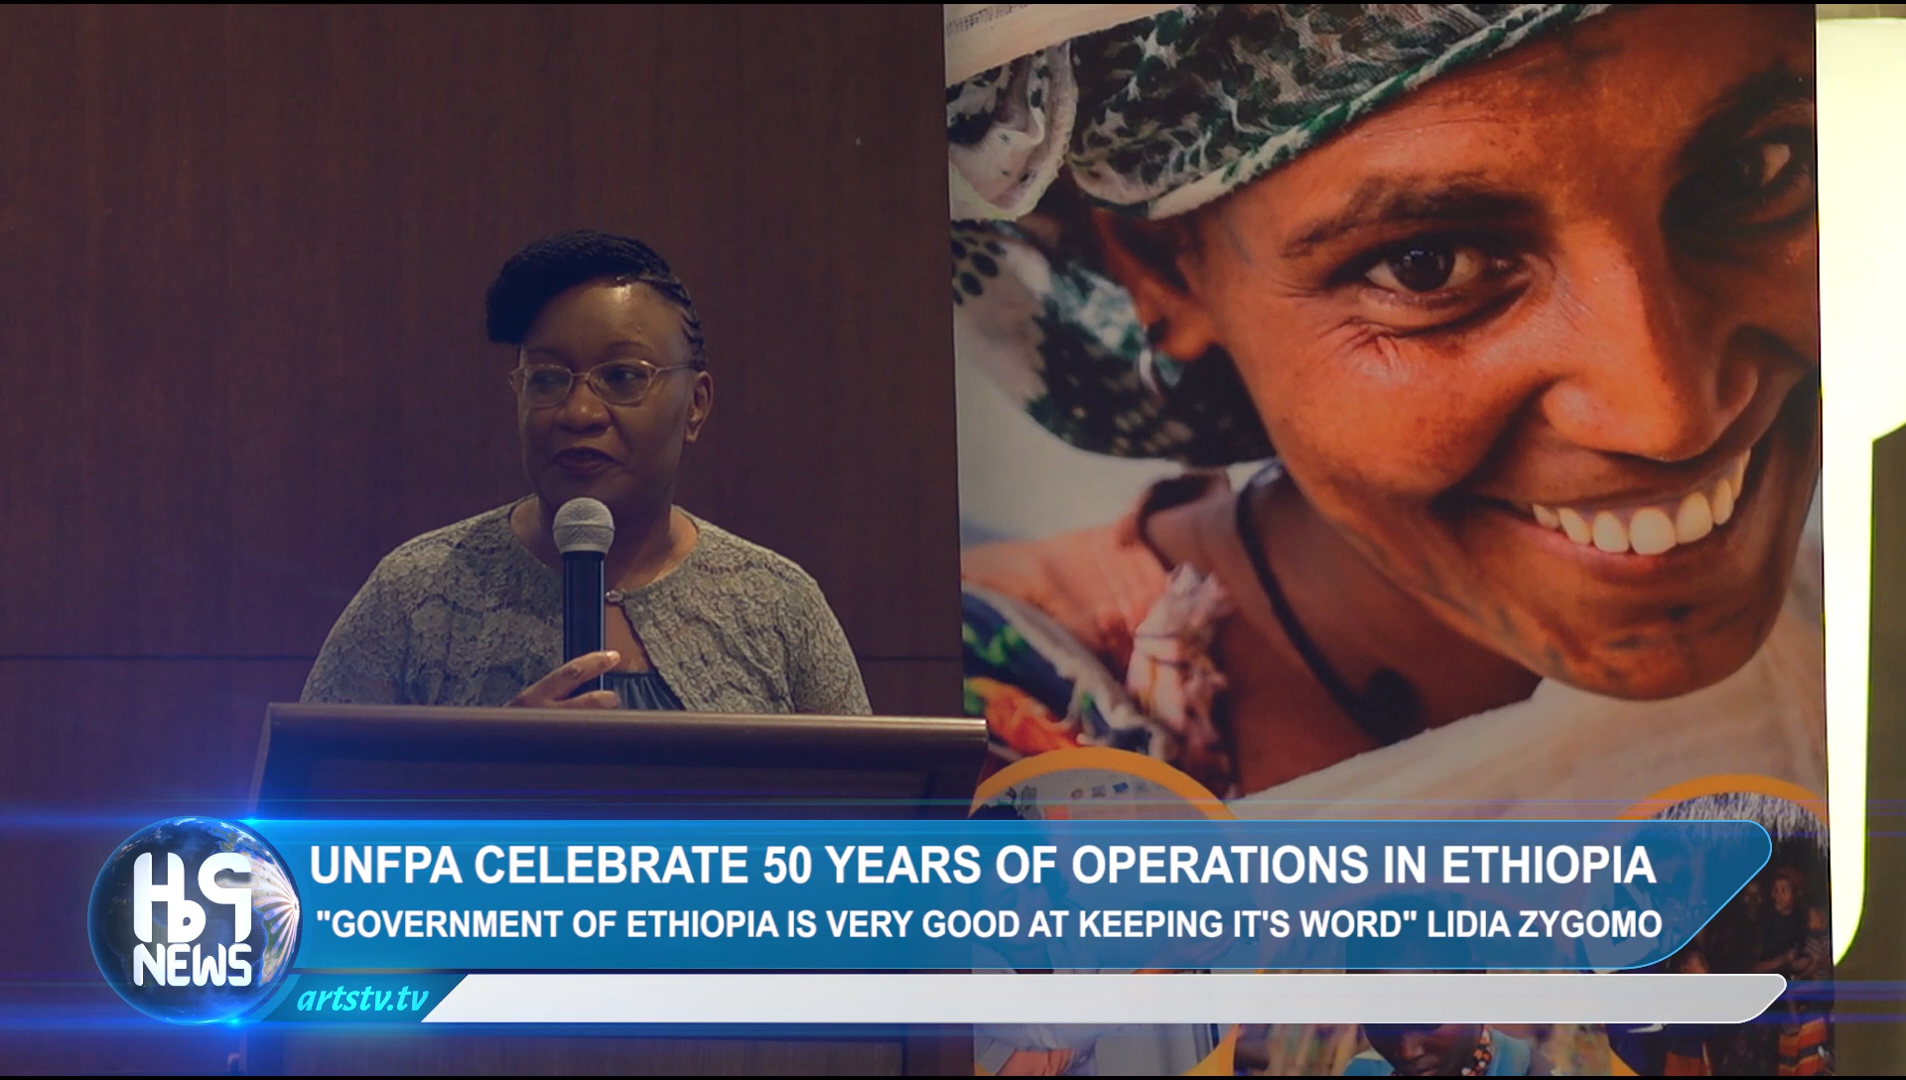 UNFPA CELEBRATE 50 YEARS OF OPERATIONS IN ETHIOPIA
"GOVERNMENT OF ETHIOPIA IS VERY GOOD AT KEEPING IT'S WORD" LIDIA ZYGOMO
NEWS
artstv.tv